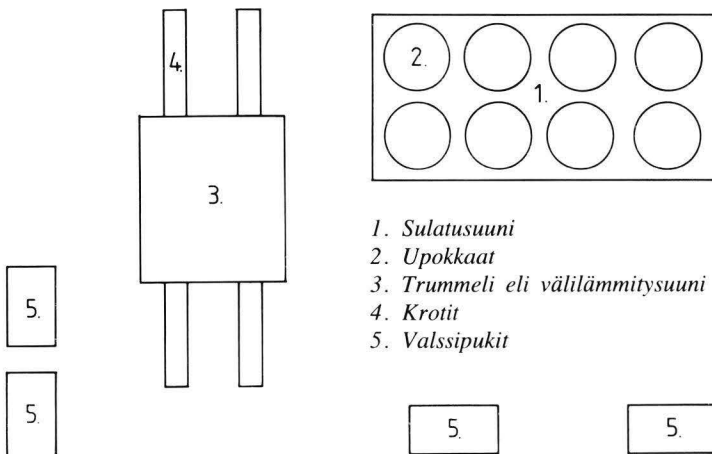 4.
2.
1.
3.
1. Sulatusuuni
2. Upokkaat
3. Trummeli eli välilämmitysuuni
4. Krotit
5. Valssipukit
5.
5.
5.
5.